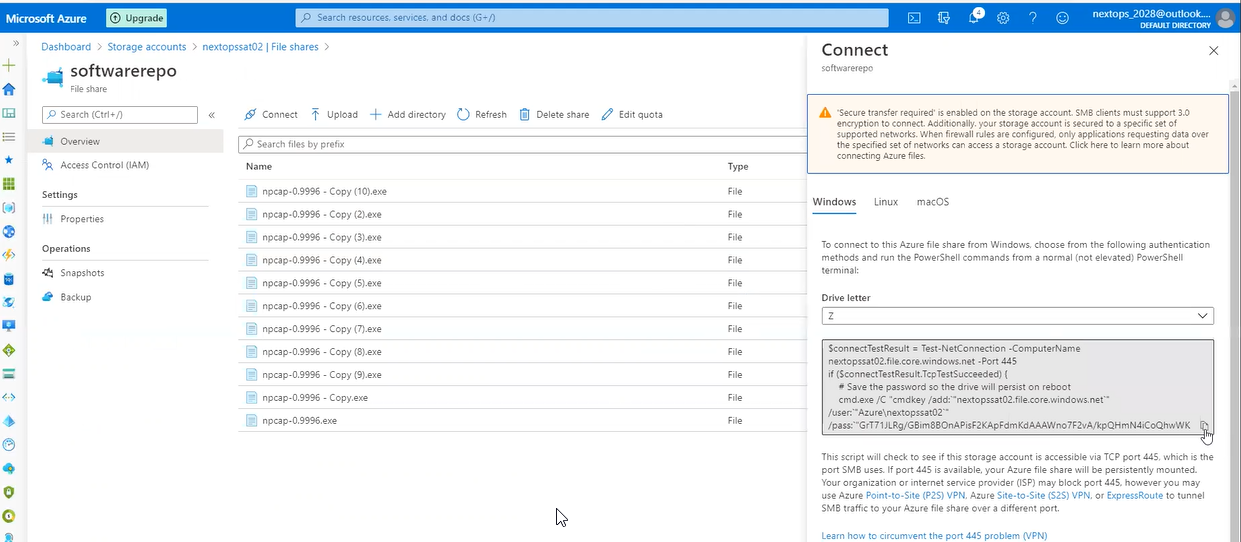 Microsoft Azure
Upgrade
Search resources, services, and docs (G+/)
4
nextops_2028@outlook....
DEFAULT DIRECTORY
Dashboard > Storage accounts > nextopssat02 | File shares >
softwarerepo
File share
Search (Ctrl+/)
Overview
Access Control (IAM)
Settings
Properties
Operations
Snapshots
Backup
Connect
Upload
Add directory
Refresh
Delete share
Edit quota
Search files by prefix
Name Type
npcap-0.9996 - Copy (10).exe File
npcap-0.9996 - Copy (2).exe File
npcap-0.9996 - Copy (3).exe File
npcap-0.9996 - Copy (4).exe File
npcap-0.9996 - Copy (5).exe File
npcap-0.9996 - Copy (6).exe File
npcap-0.9996 - Copy (7).exe File
npcap-0.9996 - Copy (8).exe File
npcap-0.9996 - Copy (9).exe File
npcap-0.9996 - Copy.exe File
npcap-0.9996.exe File
Connect
softwarerepo
'Secure transfer required' is enabled on the storage account. SMB clients must support 3.0
encryption to connect. Additionally, your storage account is secured to a specific set of
supported networks. When firewall rules are configured, only applications requesting data over
the specified set of networks can access a storage account. Click here to learn more about
connecting Azure files.
Windows Linux macOS
To connect to this Azure file share from Windows, choose from the following authentication
methods and run the PowerShell commands from a normal (not elevated) PowerShell
terminal:
Drive letter
Z
$connectTestResult = Test-NetConnection -ComputerName
nextopssat02.file.core.windows.net -Port 445
if ($connectTestResult.TcpTestSucceeded) {
# Save the password so the drive will persist on reboot
cmd.exe /C "cmdkey /add:`"nextopssat02.file.core.windows.net`"
/user:`"Azure\nextopssat02`"
/pass:`"GrT71JLRg/GBim8BOnAPisF2KApFdmKdAAAWno7F2vA/kpQHmN4iCoQhwWK
This script will check to see if this storage account is accessible via TCP port 445, which is the
port SMB uses. If port 445 is available, your Azure file share will be persistently mounted.
Your organization or internet service provider (ISP) may block port 445, however you may
use Azure Point-to-Site (P2S) VPN, Azure Site-to-Site (S2S) VPN, or ExpressRoute to tunnel
SMB traffic to your Azure file share over a different port.
Learn how to circumvent the port 445 problem (VPN)